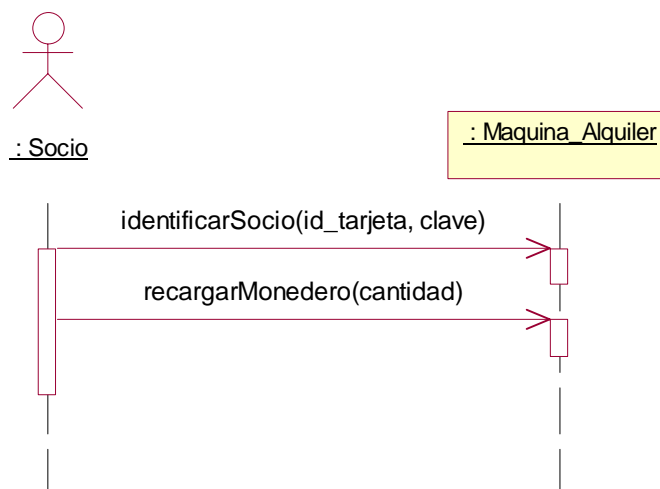 : Socio
: Maquina_Alquiler
identificarSocio(id_tarjeta, clave)
recargarMonedero(cantidad)